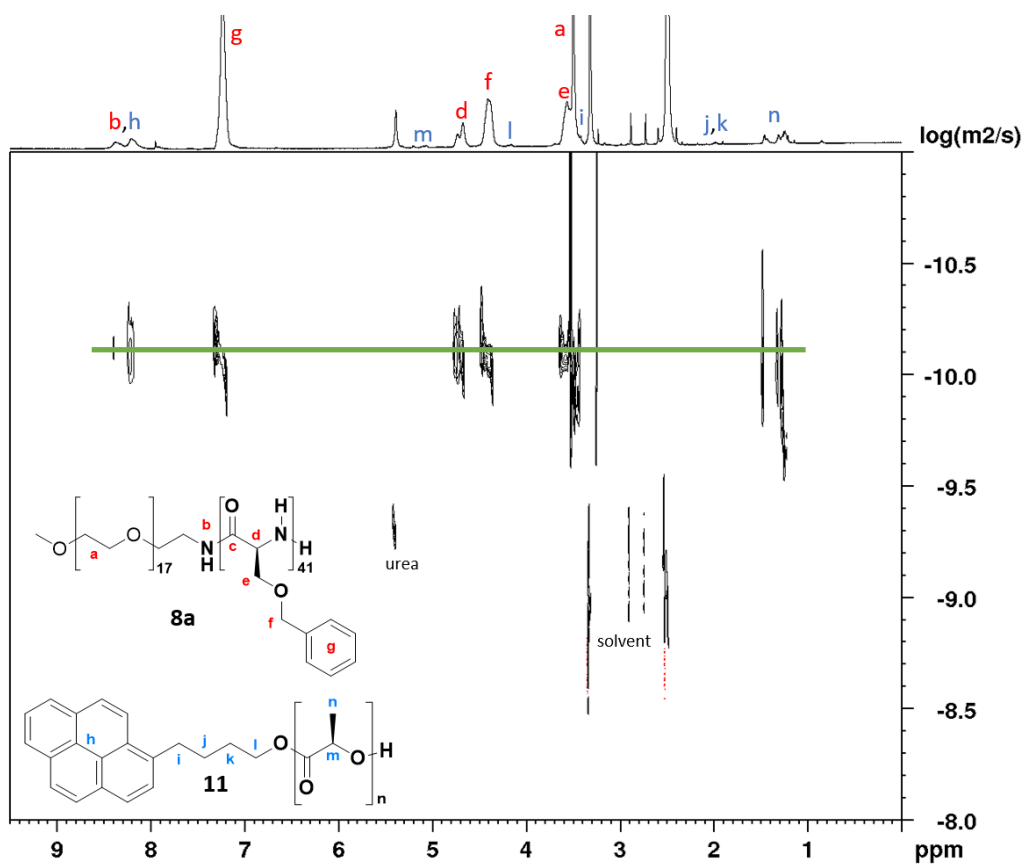 g
a
f
b,h
d
e
m
l
i
j,k
n
log(m2/s)
-10.5
-10.0
-9.5
-9.0
-8.5
-8.0
urea
solvent
O
a
O
17
b
N
H
O
c
d
H
N
H
41
e
O
f
g
8a
h
i
j
k
l
O
n
O
m
O
H
n
11
9
8
7
6
5
4
3
2
1
ppm